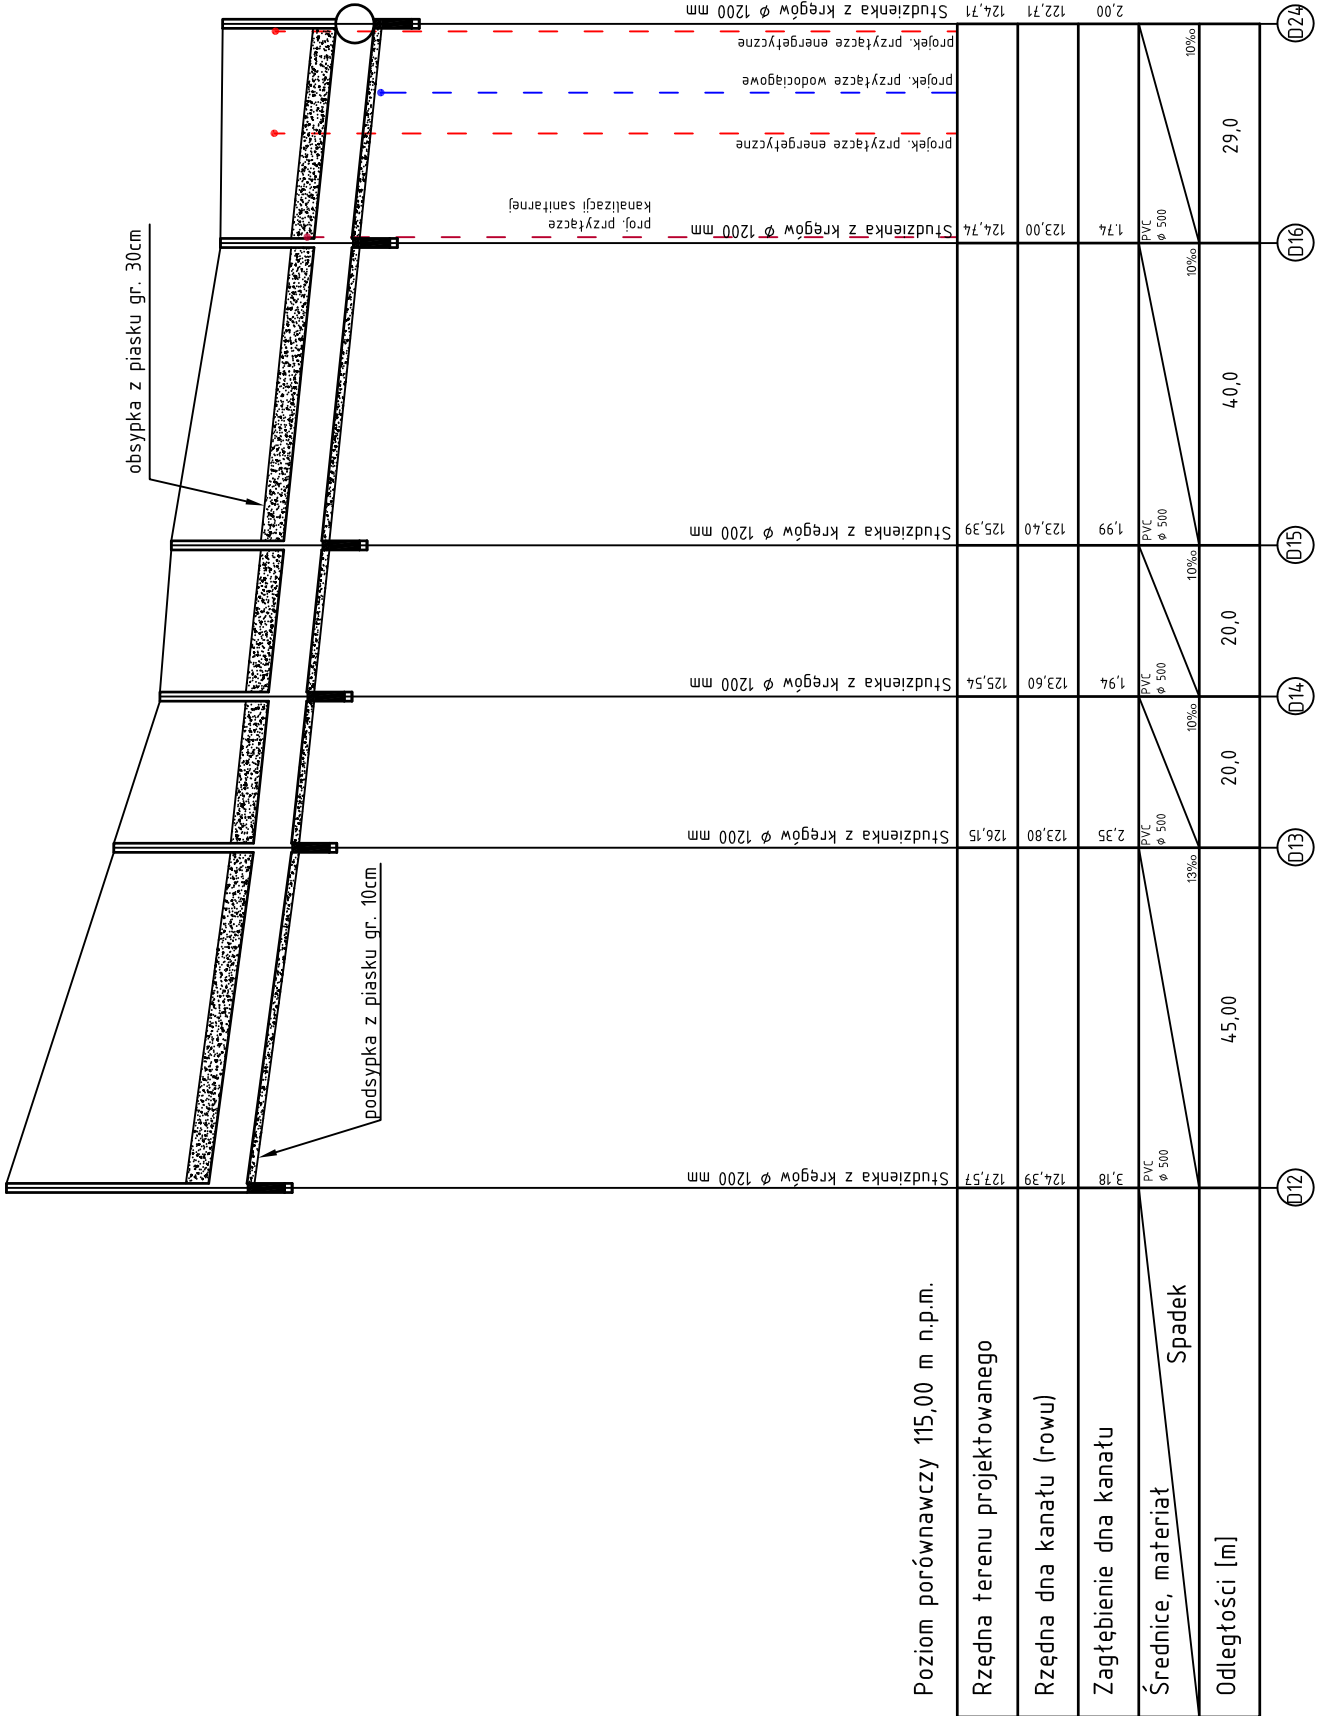 obsypka z piasku gr. 30cm
podsypka z piasku gr. 10cm
proj. przyłącze
kanalizacji sanitarnej
projek. przyłącze energetyczne
projek. przyłącze wodociągowe
projek. przyłącze energetyczne
Studzienka z kręgów ϕ 1200 mm
Studzienka z kręgów ϕ 1200 mm
Studzienka z kręgów ϕ 1200 mm
Studzienka z kręgów ϕ 1200 mm
Studzienka z kręgów ϕ 1200 mm
Studzienka z kręgów ϕ 1200 mm
Poziom porównawczy 115,00 m n.p.m.
Rzędna terenu projektowanego
127,57 126,15 125,54 125,39 124,74 124,71
Rzędna dna kanału (rowu)
124,39 123,80 123,60 123,40 123,00 122,71
Zagłębienie dna kanału
3,18 2,35 1,94 1,99 1.74 2,00
Średnice, materiał
Spadek
PVC
ϕ 500
13‰
PVC
ϕ 500
10‰
PVC
ϕ 500
10‰
PVC
ϕ 500
10‰
PVC
ϕ 500
10‰
Odległości [m]
45,00 20,0 20,0 40,0 29,0
D12 D13 D14 D15 D16 D24